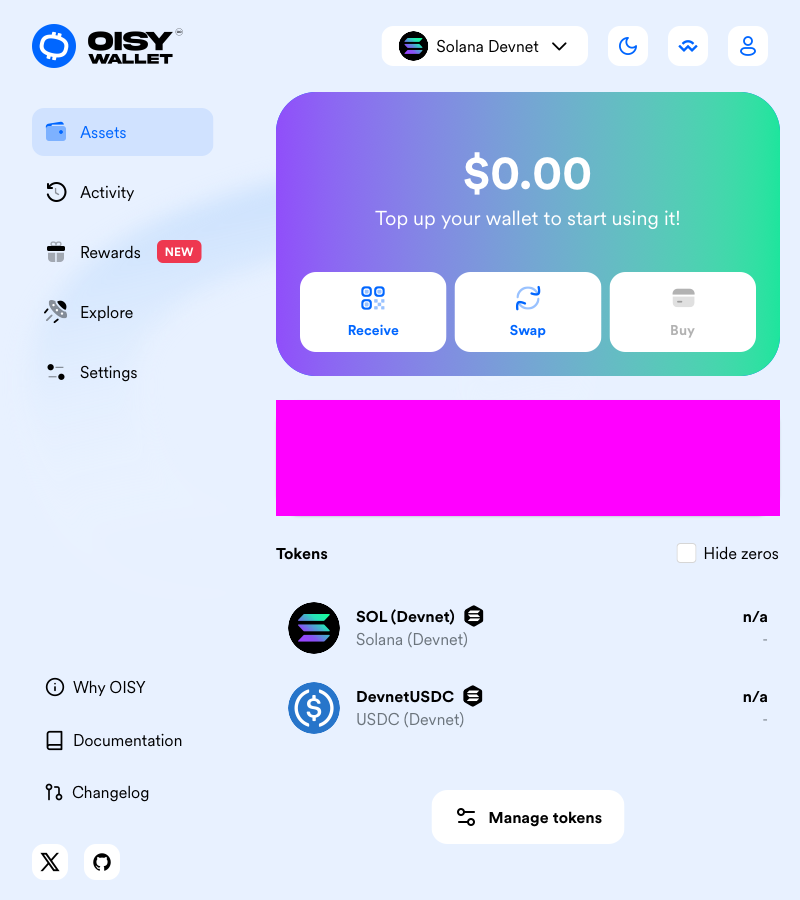 OISY
WALLET
Solana Devnet
Assets
Activity
Rewards NEW
Explore
Settings
$0.00
Top up your wallet to start using it!
Receive
Swap
Buy
Tokens
Hide zeros
SOL (Devnet)
n/a
Solana (Devnet)
-
DevnetUSDC
n/a
USDC (Devnet)
-
Manage tokens
Why OISY
Documentation
Changelog